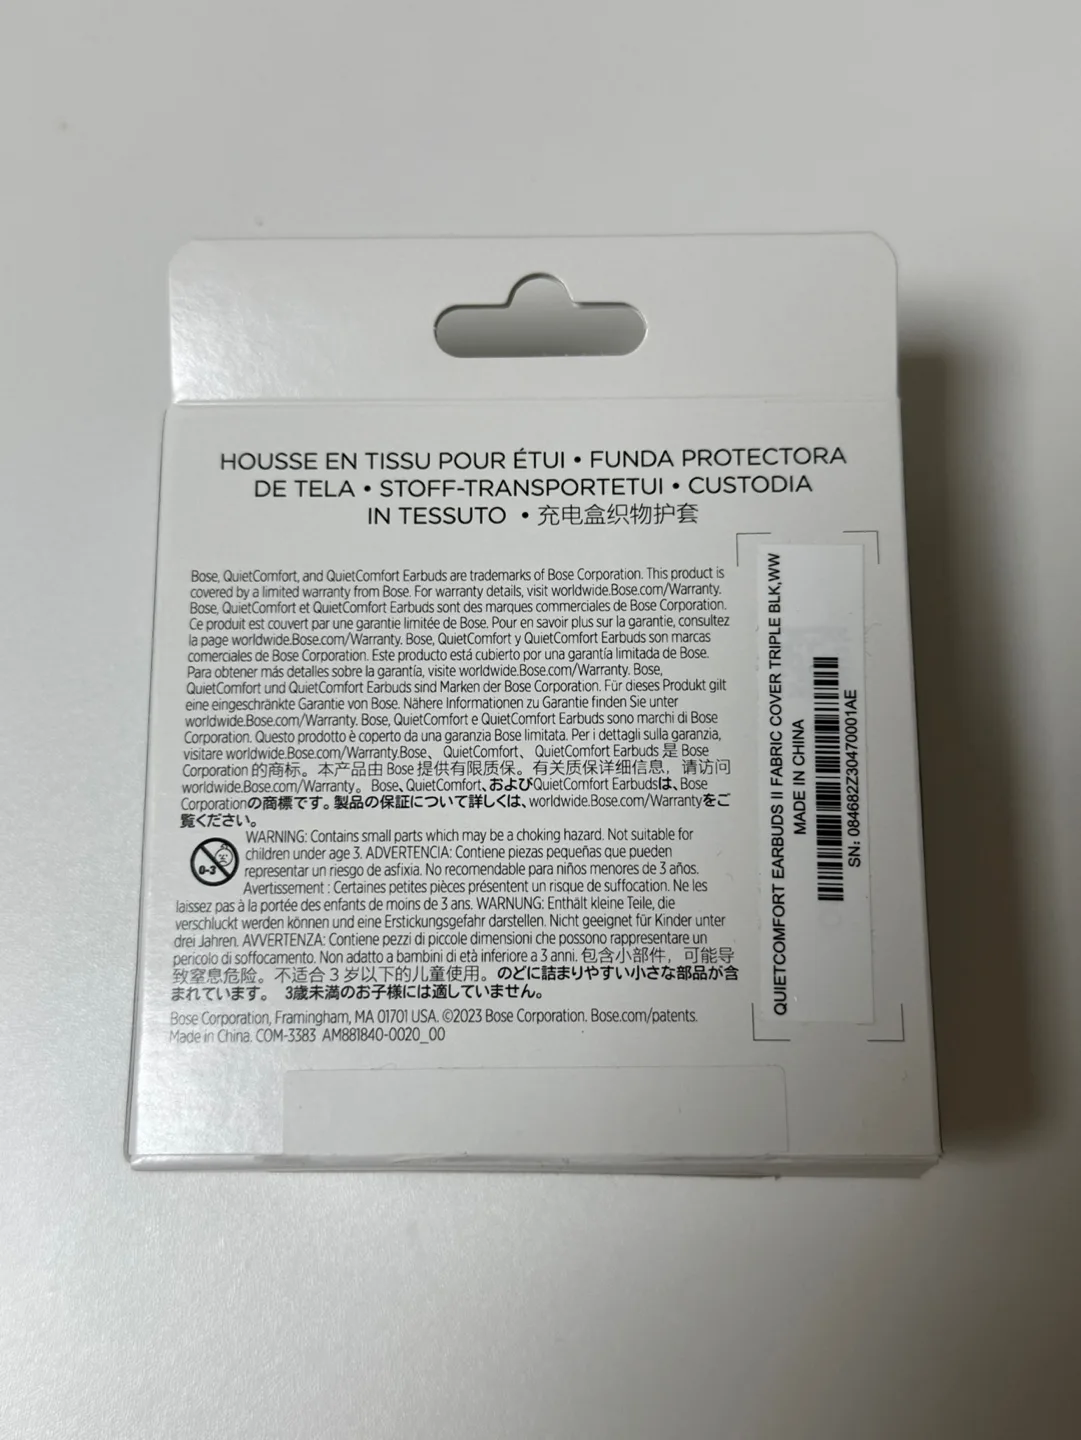 HOUSSE EN TISSU POUR ÉTUI • FUNDA PROTECTORA
DE TELA • STOFF-TRANSPORTETUI • CUSTODIA
IN TESSUTO • 充电盒织物护套
Bose, QuietComfort, and QuietComfort Earbuds are trademarks of Bose Corporation. This product is
covered by a limited warranty from Bose. For warranty details, visit worldwide.Bose.com/Warranty.
Bose, QuietComfort et QuietComfort Earbuds sont des marques commerciales de Bose Corporation.
Ce produit est couvert par une garantie limitée de Bose. Pour en savoir plus sur la garantie, consultez
la page worldwide.Bose.com/Warranty. Bose, QuietComfort y QuietComfort Earbuds son marcas
comerciales de Bose Corporation. Este producto está cubierto por una garantía limitada de Bose.
Para obtener más detalles sobre la garantía, visite worldwide.Bose.com/Warranty. Bose,
QuietComfort und QuietComfort Earbuds sind Marken der Bose Corporation. Für dieses Produkt gilt
eine eingeschränkte Garantie von Bose. Nähere Informationen zu Garantie finden Sie unter
worldwide.Bose.com/Warranty. Bose, QuietComfort e QuietComfort Earbuds sono marchi di Bose
Corporation. Questo prodotto è coperto da una garanzia Bose limitata. Per i dettagli sulla garanzia,
visitare worldwide.Bose.com/Warranty.Bose、QuietComfort、QuietComfort Earbuds 是 Bose
Corporation 的商标。本产品由 Bose 提供有限质保。有关质保详细信息，请访问
worldwide.Bose.com/Warranty。Bose、QuietComfort、およびQuietComfort Earbudsは、Bose
Corporationの商標です。製品の保証について詳しくは、worldwide.Bose.com/Warrantyをご
覧ください。
0-3
WARNING: Contains small parts which may be a choking hazard. Not suitable for
children under age 3. ADVERTENCIA: Contiene piezas pequeñas que pueden
representar un riesgo de asfixia. No recomendable para niños menores de 3 años.
Avertissement : Certaines petites pièces présentent un risque de suffocation. Ne les
laissez pas à la portée des enfants de moins de 3 ans. WARNUNG: Enthält kleine Teile, die
verschluckt werden können und eine Erstickungsgefahr darstellen. Nicht geeignet für Kinder unter
drei Jahren. AVVERTENZA: Contiene pezzi di piccole dimensioni che possono rappresentare un
pericolo di soffocamento. Non adatto a bambini di età inferiore a 3 anni. 包含小部件，可能导
致窒息危险。不适合 3 岁以下的儿童使用。のどに詰まりやすい小さな部品が含
まれています。 3歳未満のお子様には適していません。
Bose Corporation, Framingham, MA 01701 USA. ©2023 Bose Corporation. Bose.com/patents.
Made in China. COM-3383 AM881840-0020_00
QUIETCOMFORT EARBUDS II FABRIC COVER TRIPLE BLK,WW
MADE IN CHINA
SN: 084682Z30470001AE